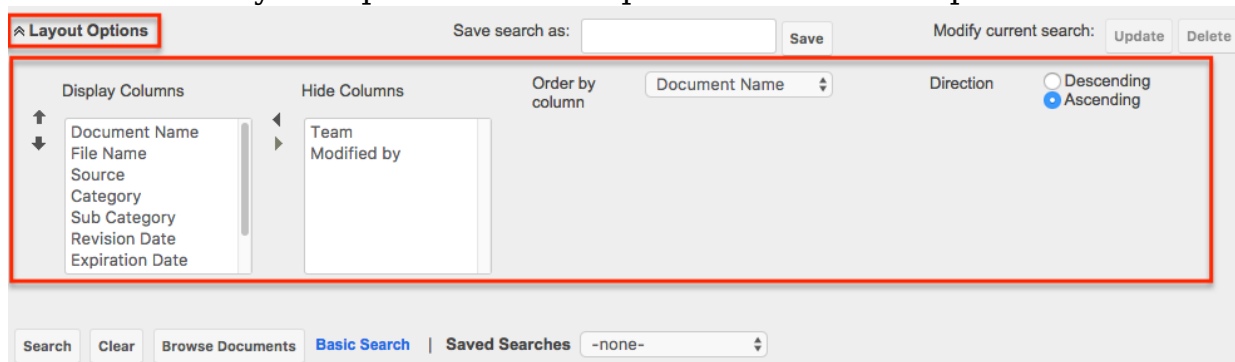 Layout Options Save search as: Save Modify current search: Update Delete
Display Columns Hide Columns Order by column Document Name Direction Descending
Ascending
Document Name Team
File Name Modified by
Source
Category
Sub Category
Revision Date
Expiration Date
Search Clear Browse Documents Basic Search | Saved Searches -none-